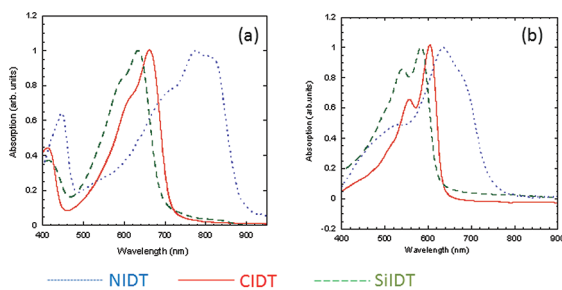 (a)
1.2
1
0.8
0.6
0.4
0.2
0
Absorption (arb. units)
400 500 600 700 800 900
Wavelength (nm)
(b)
1.2
1
0.8
0.6
0.4
0.2
0
-0.2
Absorption (arb.units)
400 500 600 700 800 900
Wavelength (nm)
NIDT CIDT SiIDT